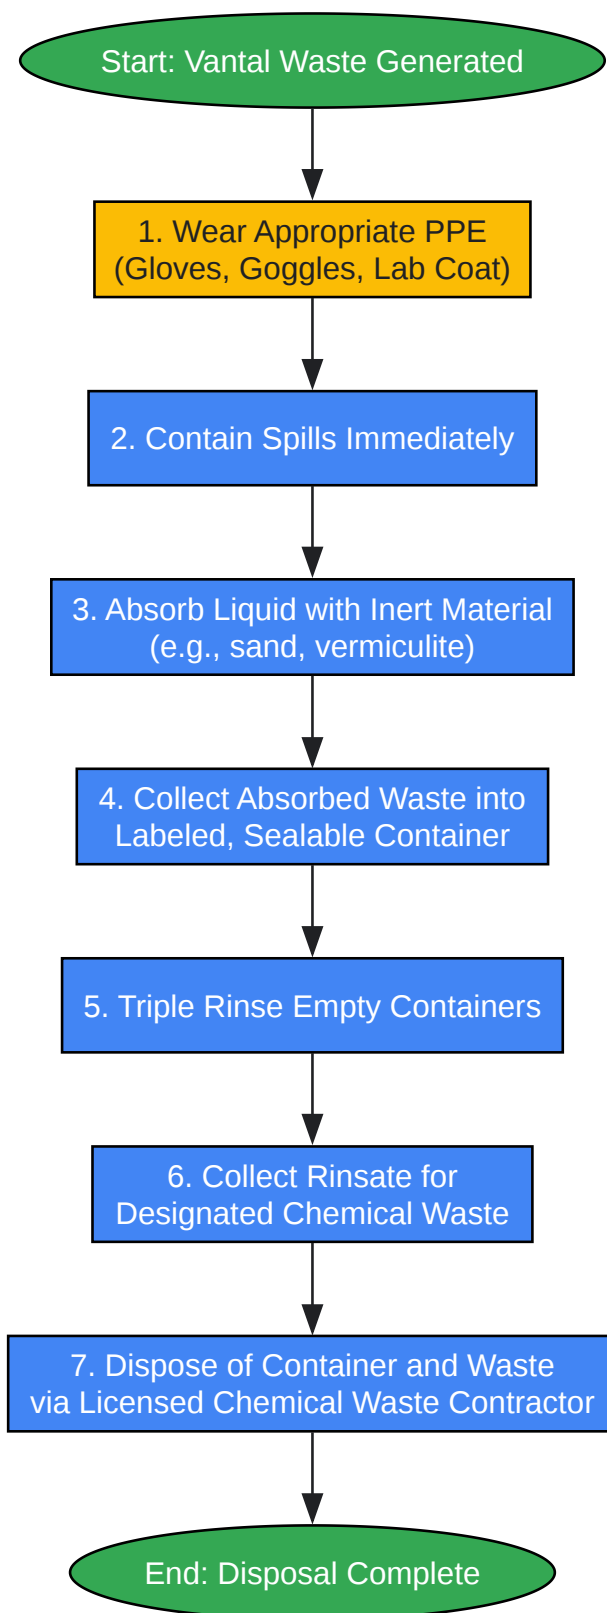 Start: Vantal Waste Generated
1. Wear Appropriate PPE
(Gloves, Goggles, Lab Coat)
2. Contain Spills Immediately
3. Absorb Liquid with Inert Material
(e.g., sand, vermiculite)
4. Collect Absorbed Waste into
Labeled, Sealable Container
5. Triple Rinse Empty Containers
6. Collect Rinsate for
Designated Chemical Waste
7. Dispose of Container and Waste
via Licensed Chemical Waste Contractor
End: Disposal Complete